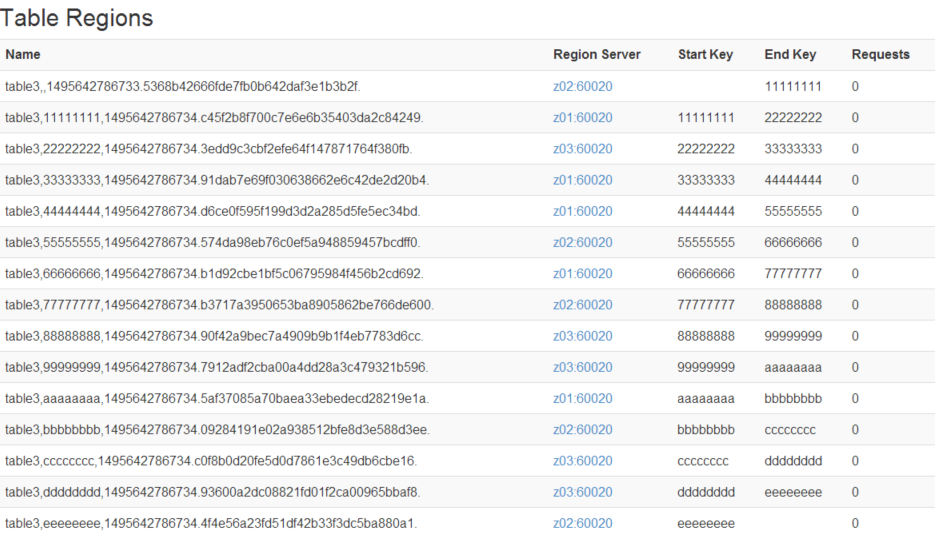 Table Regions
Name Region Server Start Key End Key Requests
table3,,1495642786733.5368b42666fde7fb0b642daf3e1b3b2f. z02:60020 11111111 0
table3,11111111,1495642786734.c45f2b8f700c7e6e6b35403da2c84249. z01:60020 11111111 22222222 0
table3,22222222,1495642786734.3edd9c3cbf2efe64f147871764f380fb. z03:60020 22222222 33333333 0
table3,33333333,1495642786734.91dab7e69f030638662e6c42de2d20b4. z01:60020 33333333 44444444 0
table3,44444444,1495642786734.d6ce0f595f199d3d2a285d5fe5ec34bd. z01:60020 44444444 55555555 0
table3,55555555,1495642786734.574da98eb76c0ef5a948859457bcdff0. z02:60020 55555555 66666666 0
table3,66666666,1495642786734.b1d92cbe1bf5c06795984f456b2cd692. z01:60020 66666666 77777777 0
table3,77777777,1495642786734.b3717a3950653ba8905862be766de600. z02:60020 77777777 88888888 0
table3,88888888,1495642786734.90f42a9bec7a4909b9b1f4eb7783d6cc. z03:60020 88888888 99999999 0
table3,99999999,1495642786734.7912adf2cba00a4dd28a3c479321b596. z03:60020 99999999 aaaaaaaa 0
table3,aaaaaaaa,1495642786734.5af37085a70baea33ebedecd28219e1a. z01:60020 aaaaaaaa bbbbbbbb 0
table3,bbbbbbbb,1495642786734.09284191e02a938512bfe8d3e588d3ee. z02:60020 bbbbbbbb cccccccc 0
table3,cccccccc,1495642786734.c0f8b0d20fe5d0d7861e3c49db6cbe16. z03:60020 cccccccc dddddddd 0
table3,dddddddd,1495642786734.93600a2dc08821fd01f2ca00965bbaf8. z03:60020 dddddddd eeeeeeee 0
table3,eeeeeeee,1495642786734.4f4e56a23fd51df42b33f3dc5ba880a1. z02:60020 eeeeeeee 0